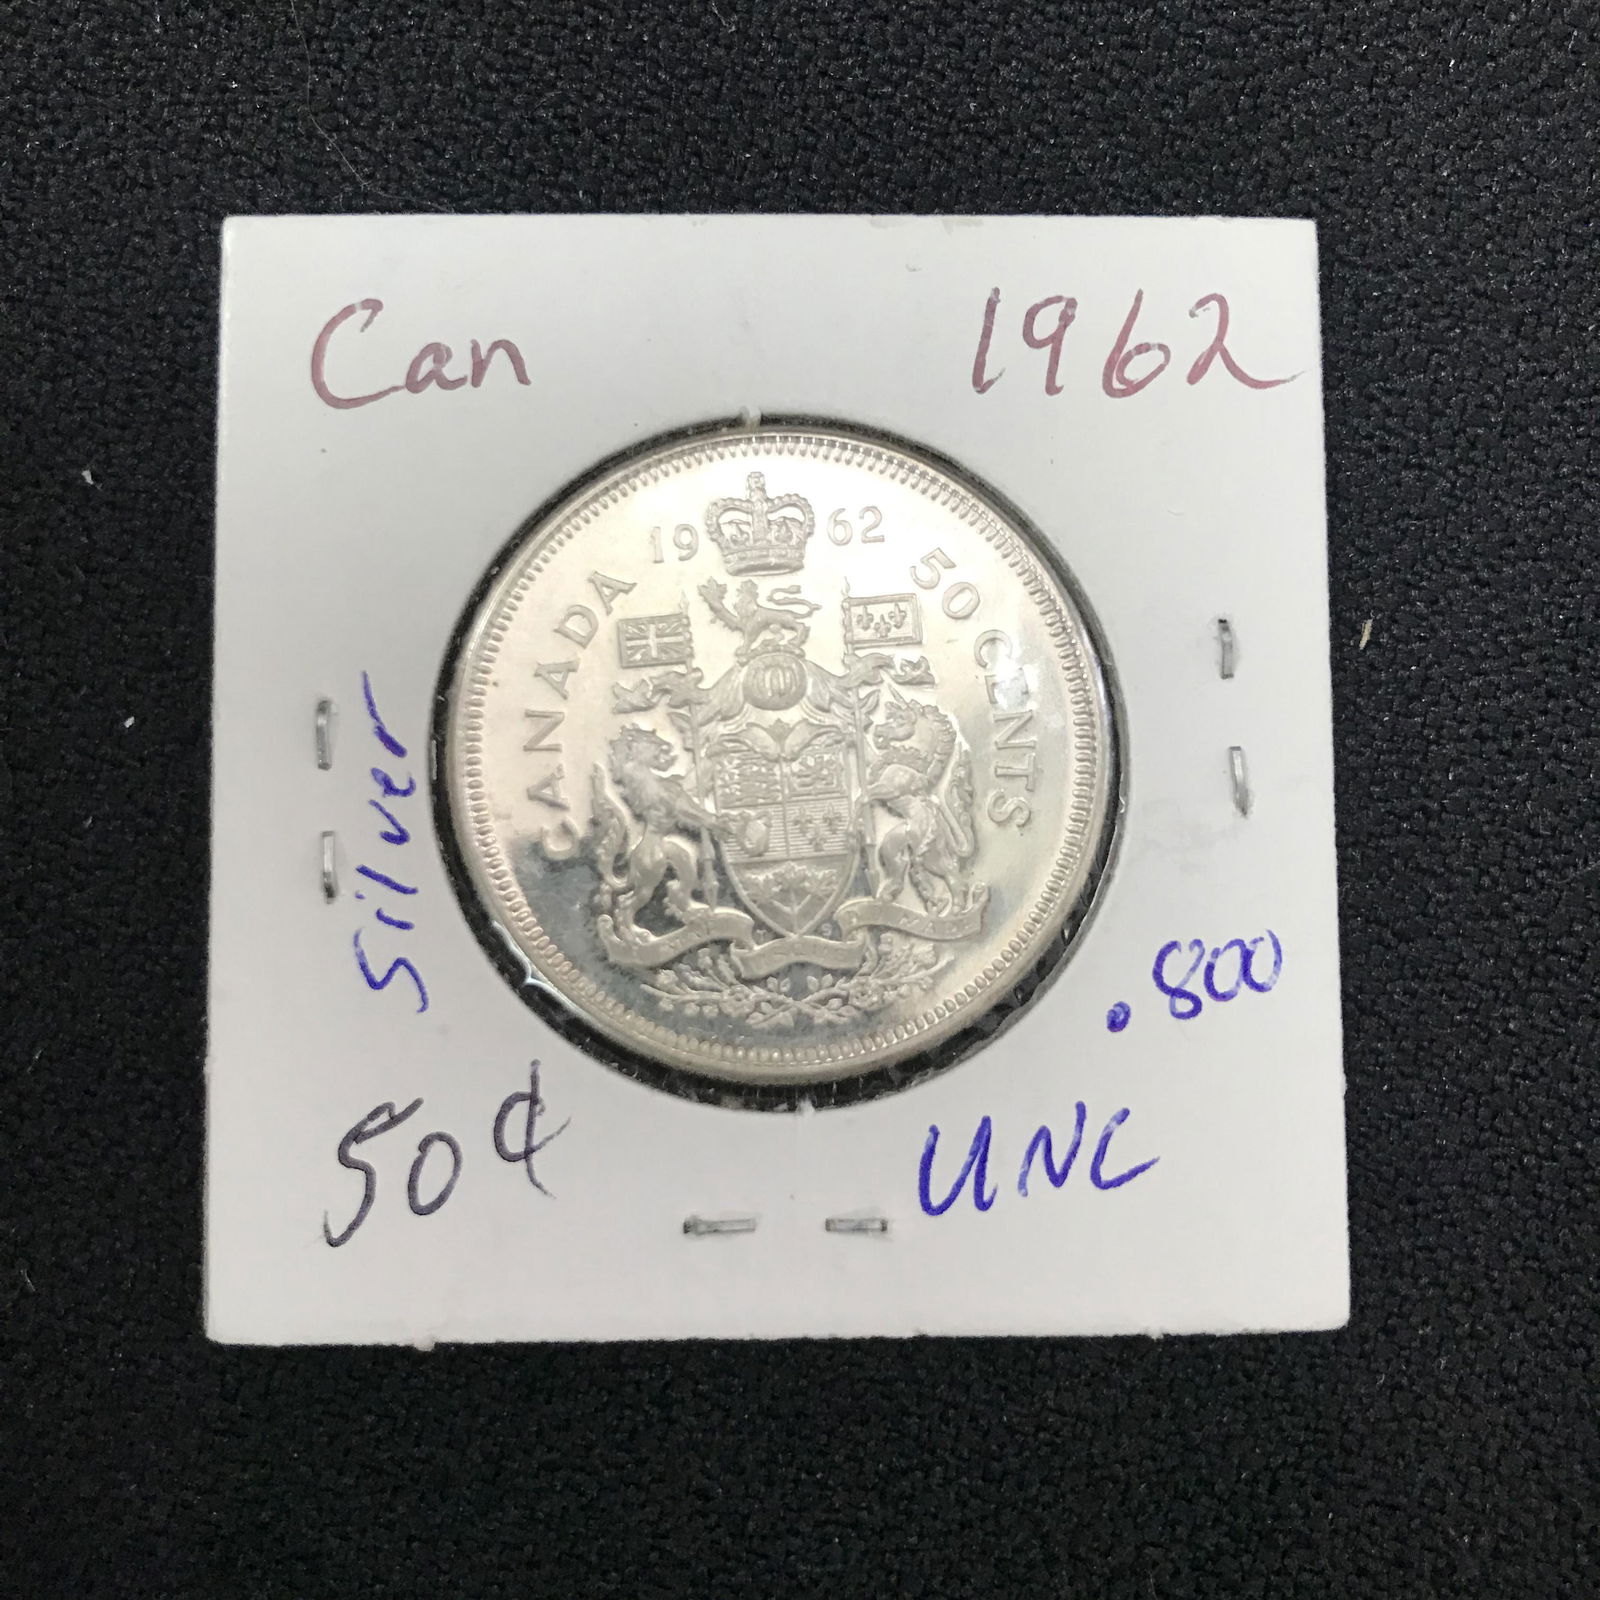 Can 1962
19 62
CANADA
50 CENTS
silver
.800
50¢
UNC